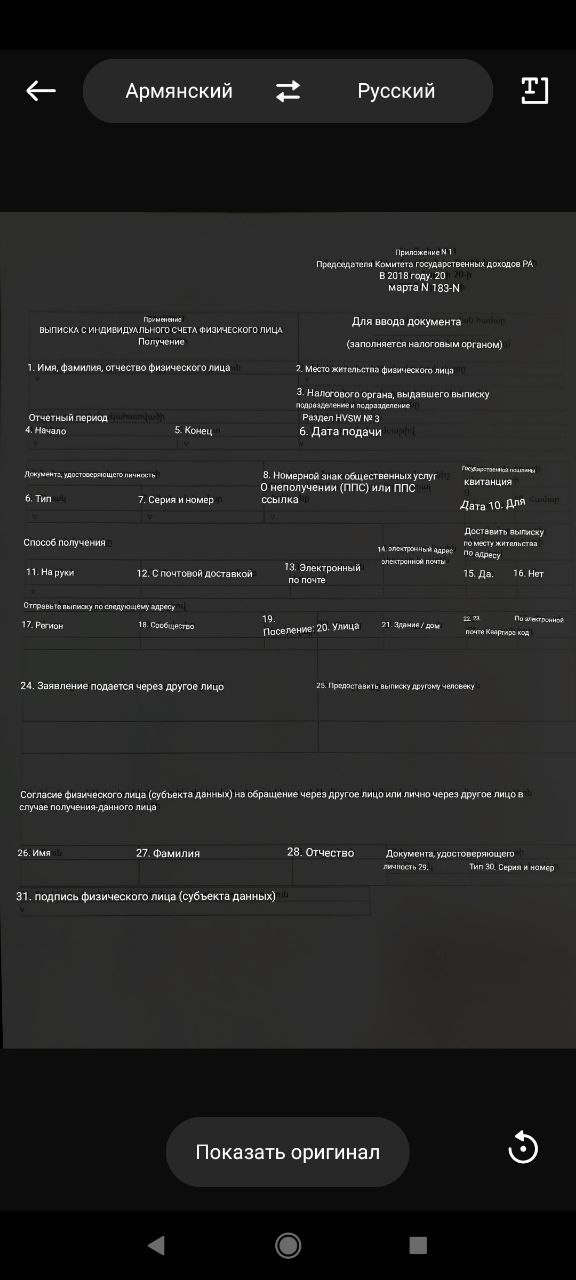 Армянский
Русский
Приложение N 1
Председателя Комитета государственных доходов РА
В 2018 году. 20
марта N 183-N
Применение
ВЫПИСКА С ИНДИВИДУАЛЬНОГО СЧЕТА ФИЗИЧЕСКОГО ЛИЦА
Получение
Для ввода документа
(заполняется налоговым органом)
1. Имя, фамилия, отчество физического лица
2. Место жительства физического лица
3. Налогового органа, выдавшего выписку
подразделение и подразделение
Отчетный период
Раздел HVSW № 3
4. Начало
5. Конец
6. Дата подачи
Документа, удостоверяющего личность
8. Номерной знак общественных услуг
Государственной пошлины
О неполучении (ППС) или ППС
квитанция
6. Тип
7. Серия и номер
ссылка
Дата 10. Для
Способ получения
14. электронный адрес
электронной почты
Доставить выписку
по месту жительства
по адресу
11. На руки
12. С почтовой доставкой
13. Электронный
по почте
15. Да.
16. Нет
Отправьте выписку по следующему адресу
17. Регион
18. Сообщество
19.
Поселение: 20. Улица
21. Здание / дом
22. 23.
По электронной
почте Квартира код
24. Заявление подается через другое лицо
25. Предоставить выписку другому человеку
Согласие физического лица (субъекта данных) на обращение через другое лицо или лично через другое лицо в
случае получения-данного лица
26. Имя
27. Фамилия
28. Отчество
Документа, удостоверяющего
личность 29.
Тип 30. Серия и номер
31. подпись физического лица (субъекта данных)
Показать оригинал